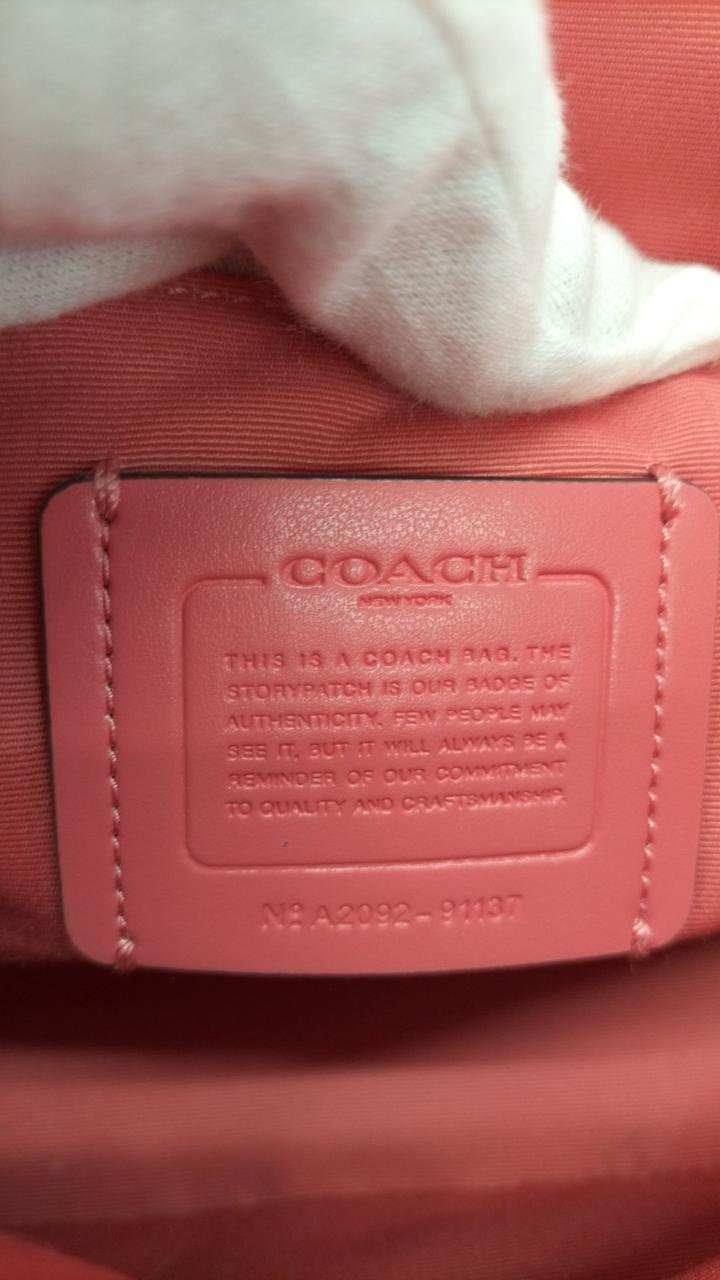 COACH
NEW YORK
THIS IS A COACH BAG. THE
STORYPATCH IS OUR BADGE OF
AUTHENTICITY. FEW PEOPLE MAY
SEE IT, BUT IT WILL ALWAYS BE A
REMINDER OF OUR COMMITMENT
TO QUALITY AND CRAFTSMANSHIP.
Nº A2092-91137